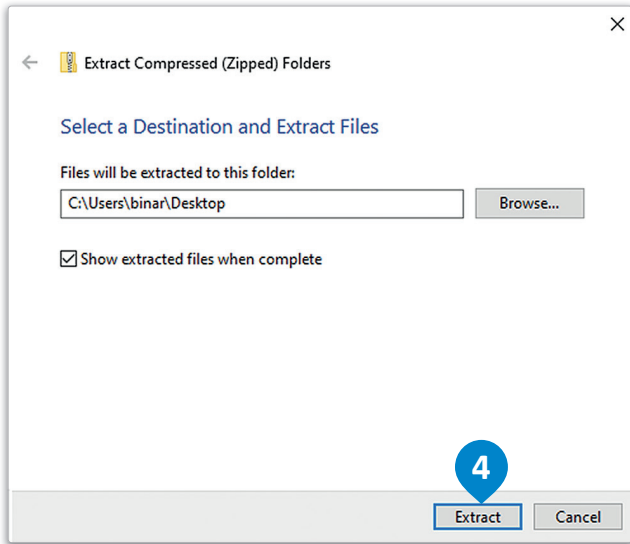 Extract Compressed (Zipped) Folders
Select a Destination and Extract Files
Files will be extracted to this folder:
C:\Users\binar\Desktop
Browse...
Show extracted files when complete
4
Extract
Cancel